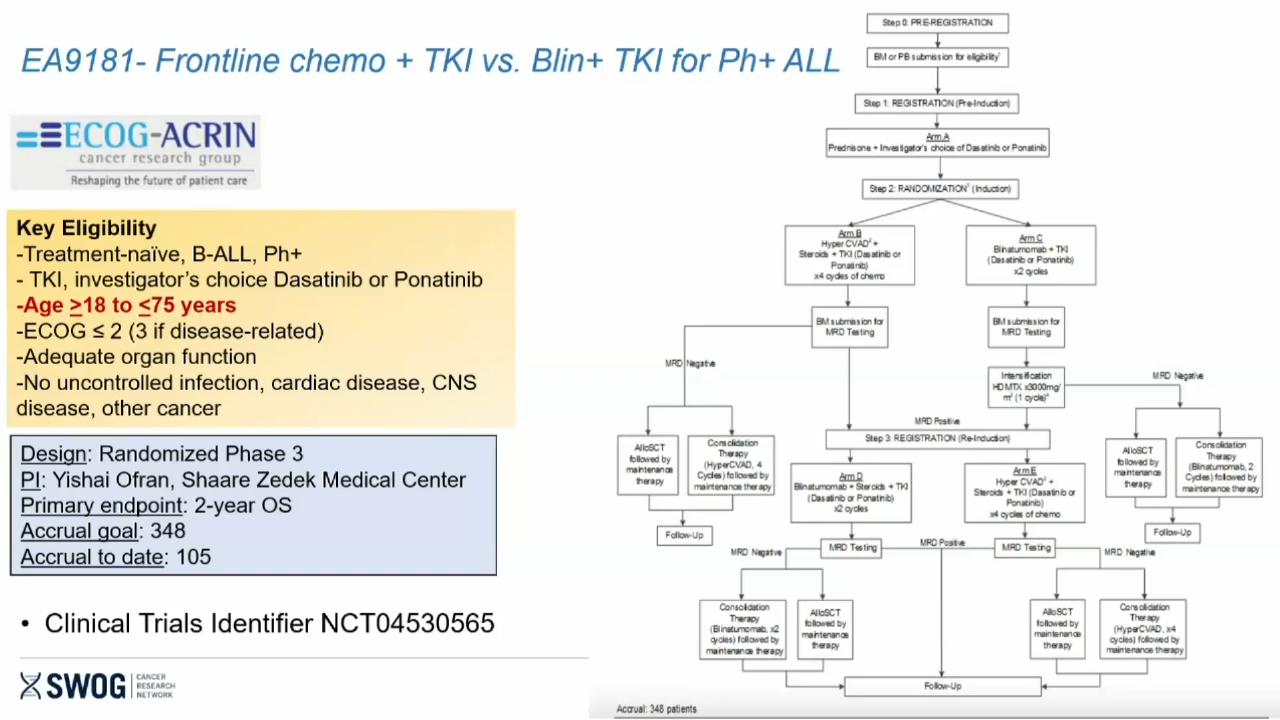 EA9181- Frontline chemo + TKI vs. Blin+ TKI for Ph+ ALL
ECOG-ACRIN
cancer research group
Reshaping the future of patient care
Key Eligibility
-Treatment-naïve, B-ALL, Ph+
- TKI, investigator's choice Dasatinib or Ponatinib
-Age ≥18 to ≤75 years
-ECOG ≤ 2 (3 if disease-related)
-Adequate organ function
-No uncontrolled infection, cardiac disease, CNS
disease, other cancer
Design: Randomized Phase 3
PI: Yishai Ofran, Shaare Zedek Medical Center
Primary endpoint: 2-year OS
Accrual goal: 348
Accrual to date: 105
• Clinical Trials Identifier NCT04530565
SWOG
CANCER
RESEARCH
NETWORK
Step 0: PRE-REGISTRATION
BM or PB submission for eligibility¹
Step 1: REGISTRATION (Pre-Induction)
Arm A
Prednisone + Investigator's choice of Dasatinib or Ponatinib
Step 2: RANDOMIZATION (Induction)
Arm B
Hyper CVAD² +
Steroids + TKI (Dasatinib or
Ponatinib)
x4 cycles of chemo
Arm C
Blinatumomab + TKI
(Dasatinib or Ponatinib)
x2 cycles
BM submission for
MRD Testing
BM submission for
MRD Testing
MRD Negative
Intensification
HDMTX x3000mg/
m² (1 cycle)
MRD Negative
MRD Positive
Step 3: REGISTRATION (Re-Induction)
AlloSCT
followed by
maintenance
therapy
Consolidation
Therapy
(HyperCVAD, 4
Cycles) followed by
maintenance therapy
Follow-Up
AlloSCT
followed by
maintenance
therapy
Consolidation
Therapy
(Blinatumomab, 2
Cycles) followed by
maintenance therapy
Follow-Up
Arm D
Blinatumomab + Steroids + TKI
(Dasatinib or Ponatinib)
x2 cycles
Arm E
Hyper CVAD² +
Steroids + TKI (Dasatinib or
Ponatinib)
x4 cycles of chemo
MRD Negative
MRD Testing
MRD Positive
MRD Testing
MRD Negative
Consolidation
Therapy
(Blinatumomab, x2
cycles) followed by
maintenance therapy
AlloSCT
followed by
maintenance
therapy
AlloSCT
followed by
maintenance
therapy
Consolidation
Therapy
(HyperCVAD, x4
cycles) followed by
maintenance therapy
Follow-Up
Accrual: 348 patients